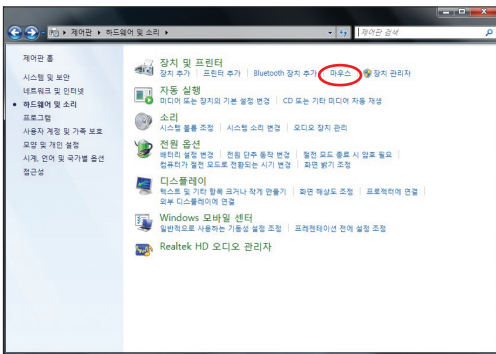 제어판 ▸ 하드웨어 및 소리 ▸
제어판 검색
제어판 홈
시스템 및 보안
네트워크 및 인터넷
하드웨어 및 소리
프로그램
사용자 계정 및 가족 보호
모양 및 개인 설정
시계, 언어 및 국가별 옵션
접근성
장치 및 프린터
장치 추가 | 프린터 추가 | Bluetooth 장치 추가 | 마우스 | 장치 관리자
자동 실행
미디어 또는 장치의 기본 설정 변경 | CD 또는 기타 미디어 자동 재생
소리
시스템 볼륨 조정 | 시스템 소리 변경 | 오디오 장치 관리
전원 옵션
배터리 설정 변경 | 전원 단추 동작 변경 | 절전 모드 종료 시 암호 필요 |
컴퓨터가 절전 모드로 전환되는 시기 변경 | 화면 밝기 조정
디스플레이
텍스트 및 기타 항목 크거나 작게 만들기 | 화면 해상도 조정 | 프로젝터에 연결 |
외부 디스플레이에 연결
Windows 모바일 센터
일반적으로 사용하는 기동성 설정 조정 | 프레젠테이션 전에 설정 조정
Realtek HD 오디오 관리자